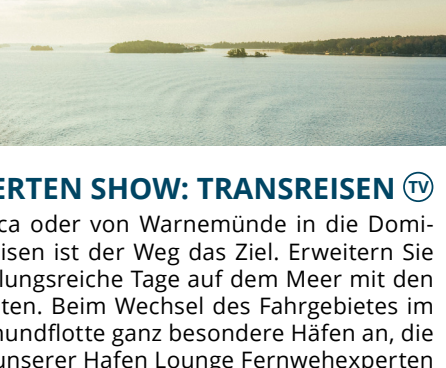 ERTEN SHOW: TRANSREISEN TV
ca oder von Warnemünde in die Domi-
eisen ist der Weg das Ziel. Erweitern Sie
lungsreiche Tage auf dem Meer mit den
ten. Beim Wechsel des Fahrgebietes im
nundflotte ganz besondere Häfen an, die
unserer Hafen Lounge Fernwehexperten